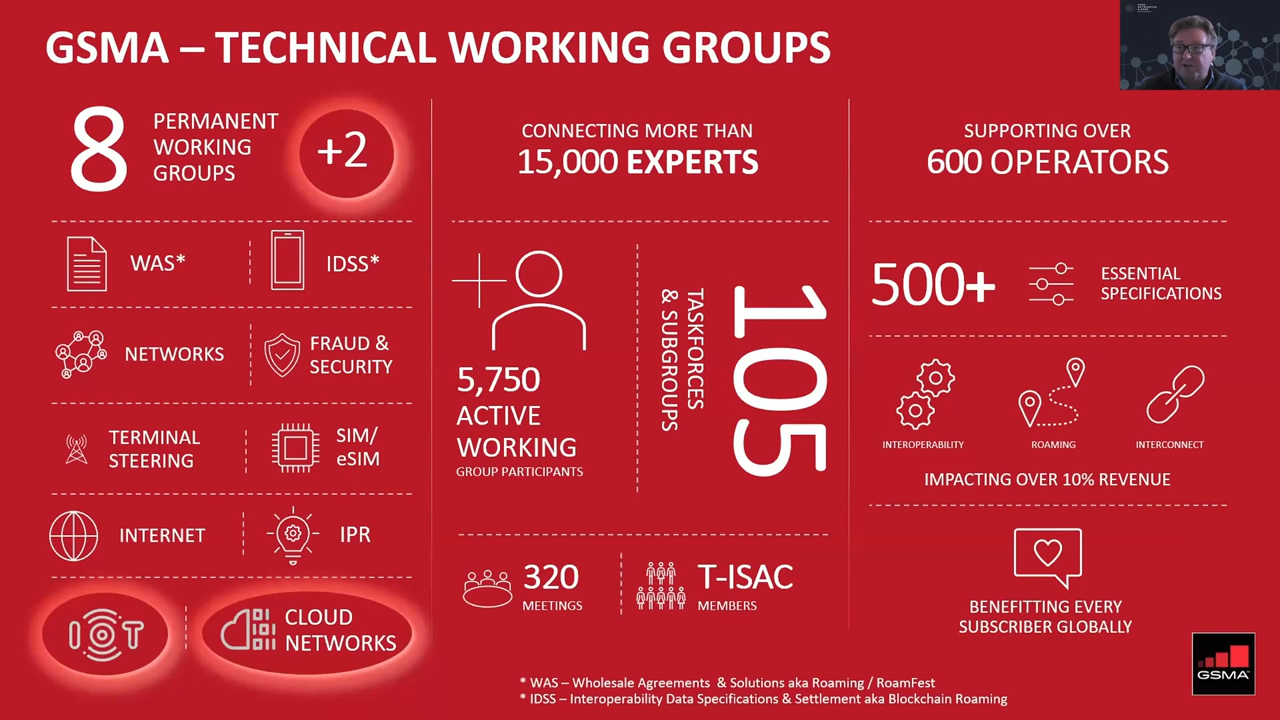 GSMA – TECHNICAL WORKING GROUPS
8
PERMANENT
WORKING
GROUPS
+2
WAS*
IDSS*
NETWORKS
FRAUD &
SECURITY
TERMINAL
STEERING
SIM/
eSIM
INTERNET
IPR
IOT
CLOUD
NETWORKS
CONNECTING MORE THAN
15,000 EXPERTS
5,750
ACTIVE
WORKING
GROUP PARTICIPANTS
105
TASKFORCES
& SUBGROUPS
320
MEETINGS
T-ISAC
MEMBERS
SUPPORTING OVER
600 OPERATORS
500+
ESSENTIAL
SPECIFICATIONS
INTEROPERABILITY
ROAMING
INTERCONNECT
IMPACTING OVER 10% REVENUE
BENEFITTING EVERY
SUBSCRIBER GLOBALLY
* WAS – Wholesale Agreements & Solutions aka Roaming / RoamFest
* IDSS – Interoperability Data Specifications & Settlement aka Blockchain Roaming
GSMA